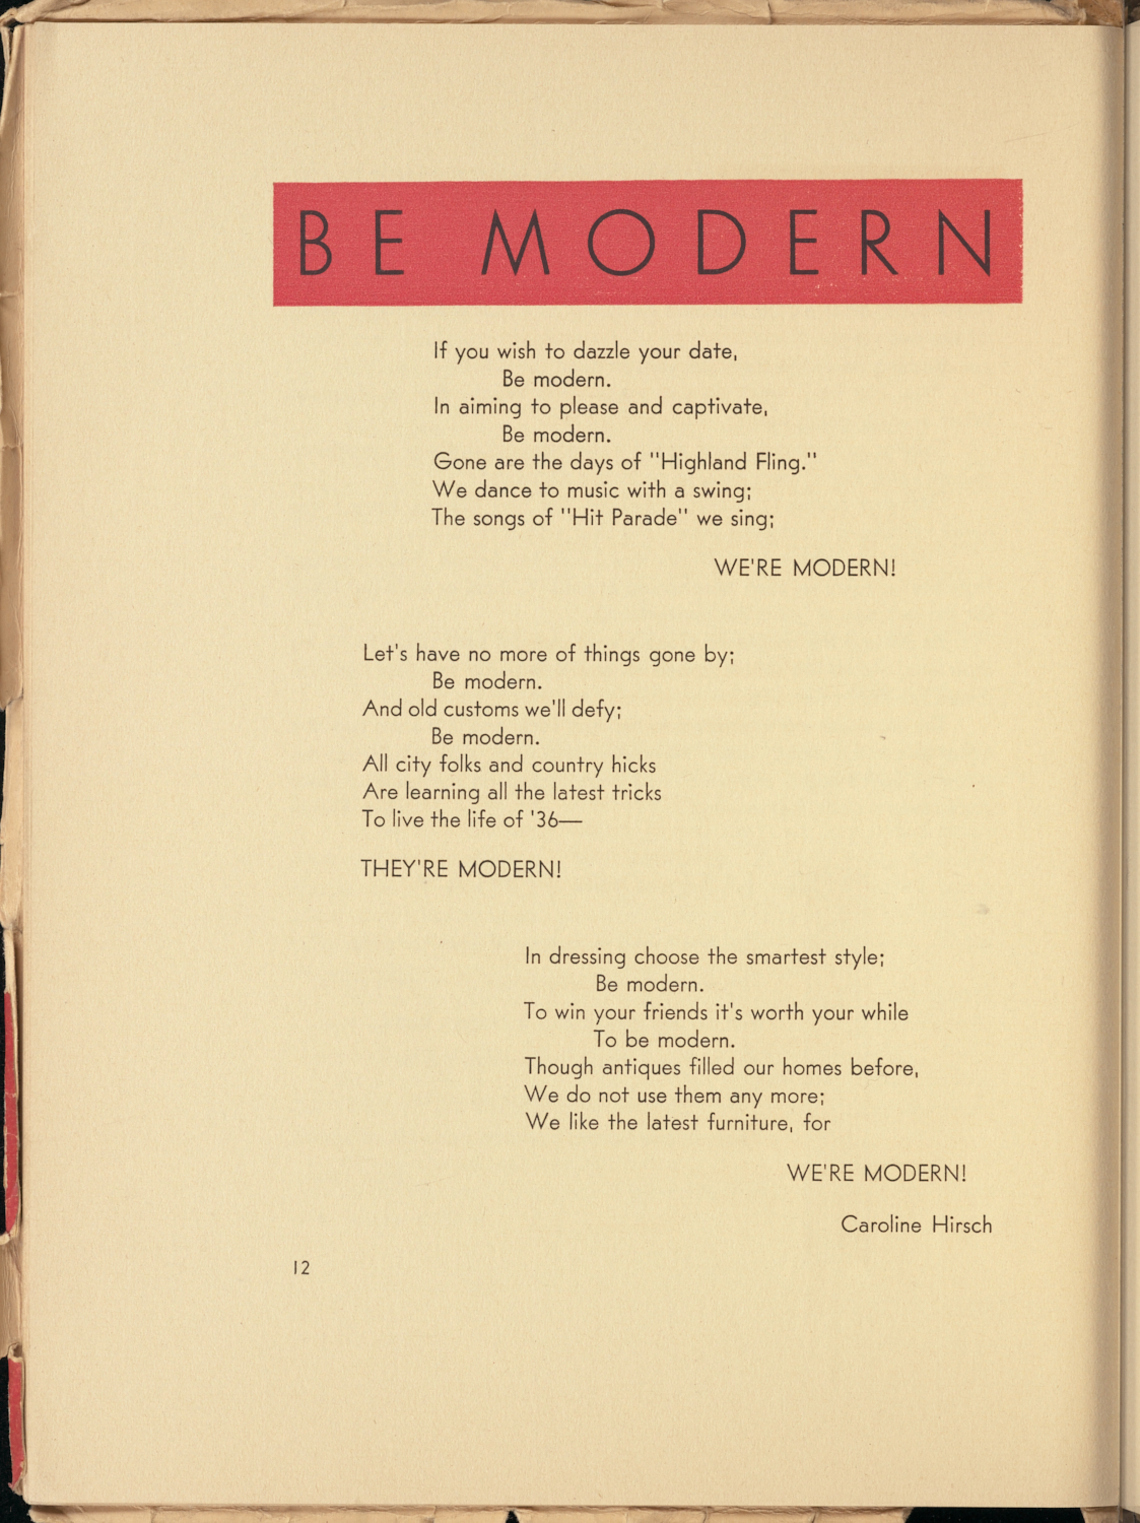 BE MODERN
If you wish to dazzle your date,
Be modern.
In aiming to please and captivate,
Be modern.
Gone are the days of "Highland Fling."
We dance to music with a swing;
The songs of "Hit Parade" we sing;
WE'RE MODERN!
Let's have no more of things gone by;
Be modern.
And old customs we'll defy;
Be modern.
All city folks and country hicks
Are learning all the latest tricks
To live the life of '36—
THEY'RE MODERN!
In dressing choose the smartest style;
Be modern.
To win your friends it's worth your while
To be modern.
Though antiques filled our homes before,
We do not use them any more;
We like the latest furniture, for
WE'RE MODERN!
Caroline Hirsch
12